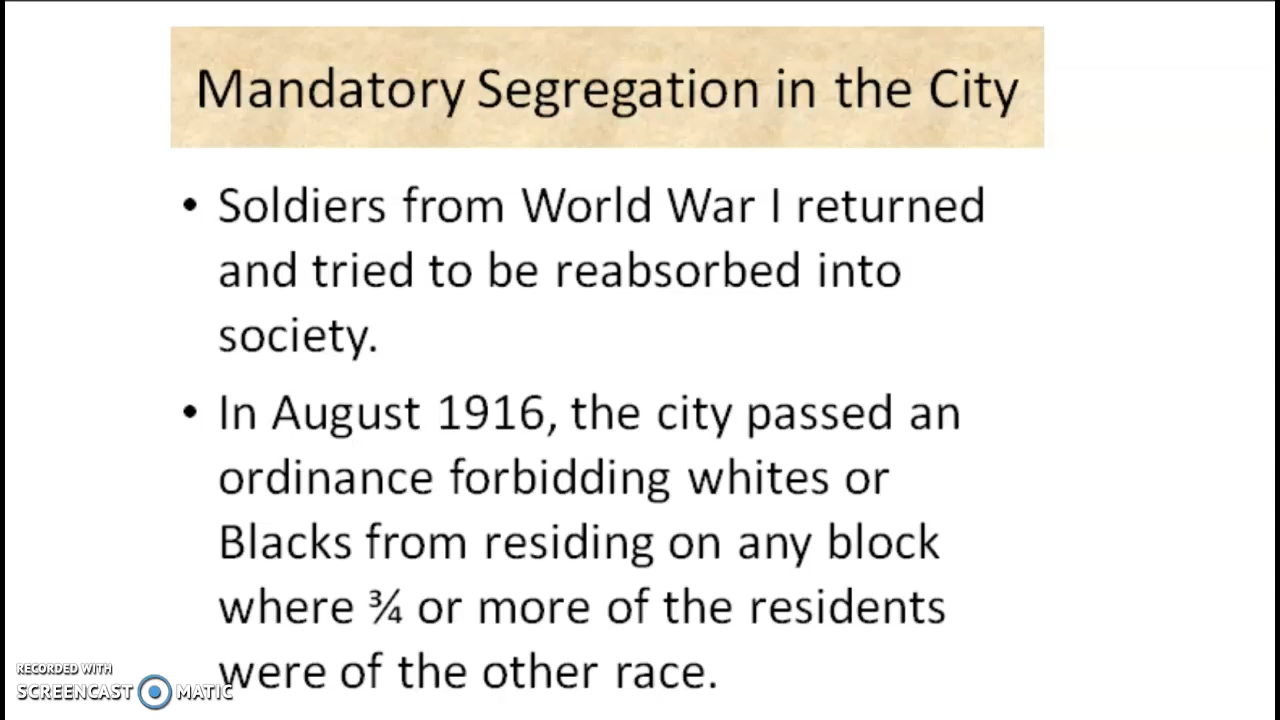 Mandatory Segregation in the City
• Soldiers from World War I returned
and tried to be reabsorbed into
society.
• In August 1916, the city passed an
ordinance forbidding whites or
Blacks from residing on any block
where ¾ or more of the residents
were of the other race.
RECORDED WITH
SCREENCAST MATIC